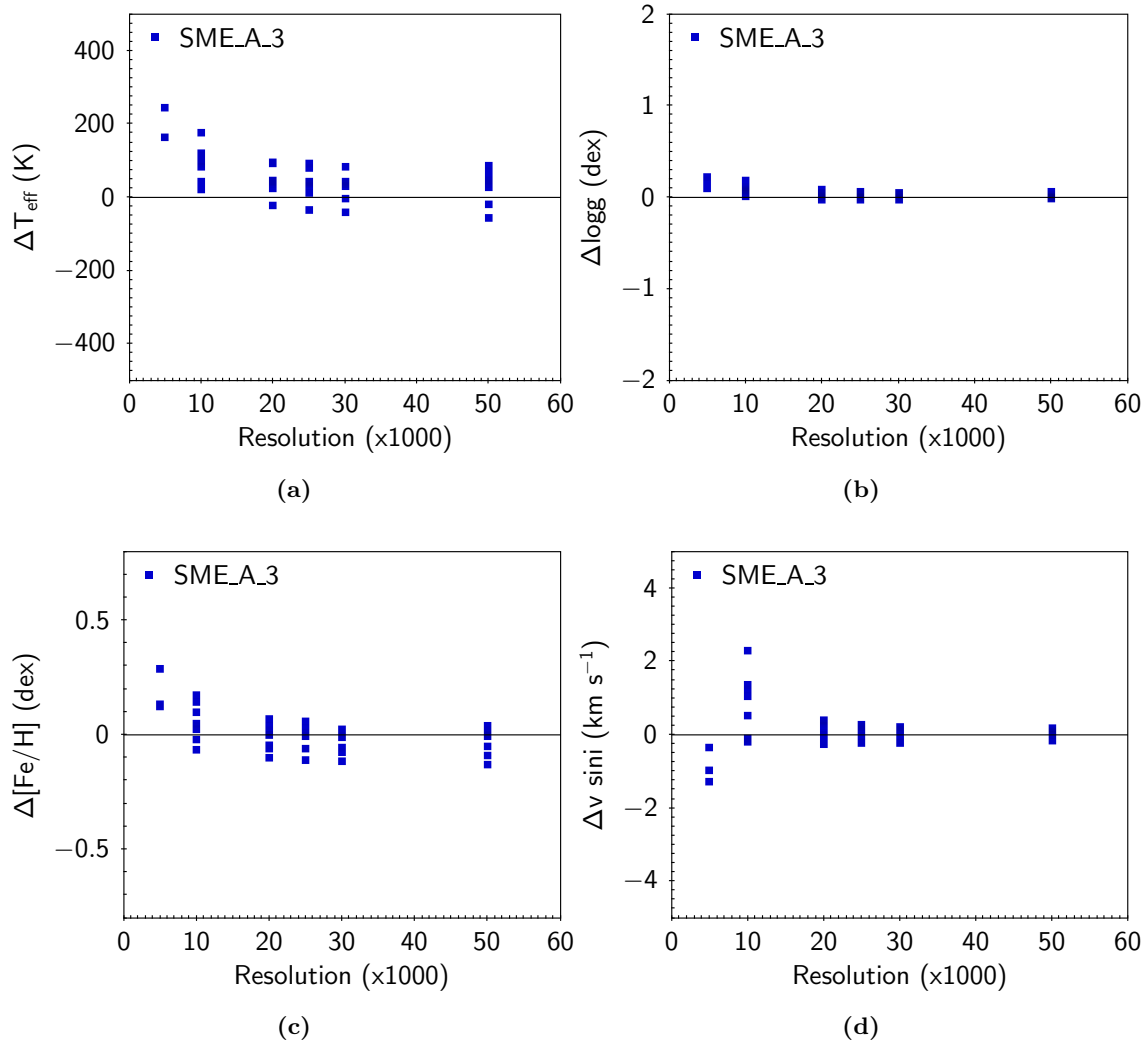 SME_A_3
400
200
0
−200
−400
ΔT_eff (K)
0 10 20 30 40 50 60
Resolution (x1000)
(a)
SME_A_3
2
1
0
−1
−2
Δlogg (dex)
0 10 20 30 40 50 60
Resolution (x1000)
(b)
SME_A_3
0.5
0
−0.5
Δ[Fe/H] (dex)
0 10 20 30 40 50 60
Resolution (x1000)
(c)
SME_A_3
4
2
0
−2
−4
Δv sini (km s⁻¹)
0 10 20 30 40 50 60
Resolution (x1000)
(d)